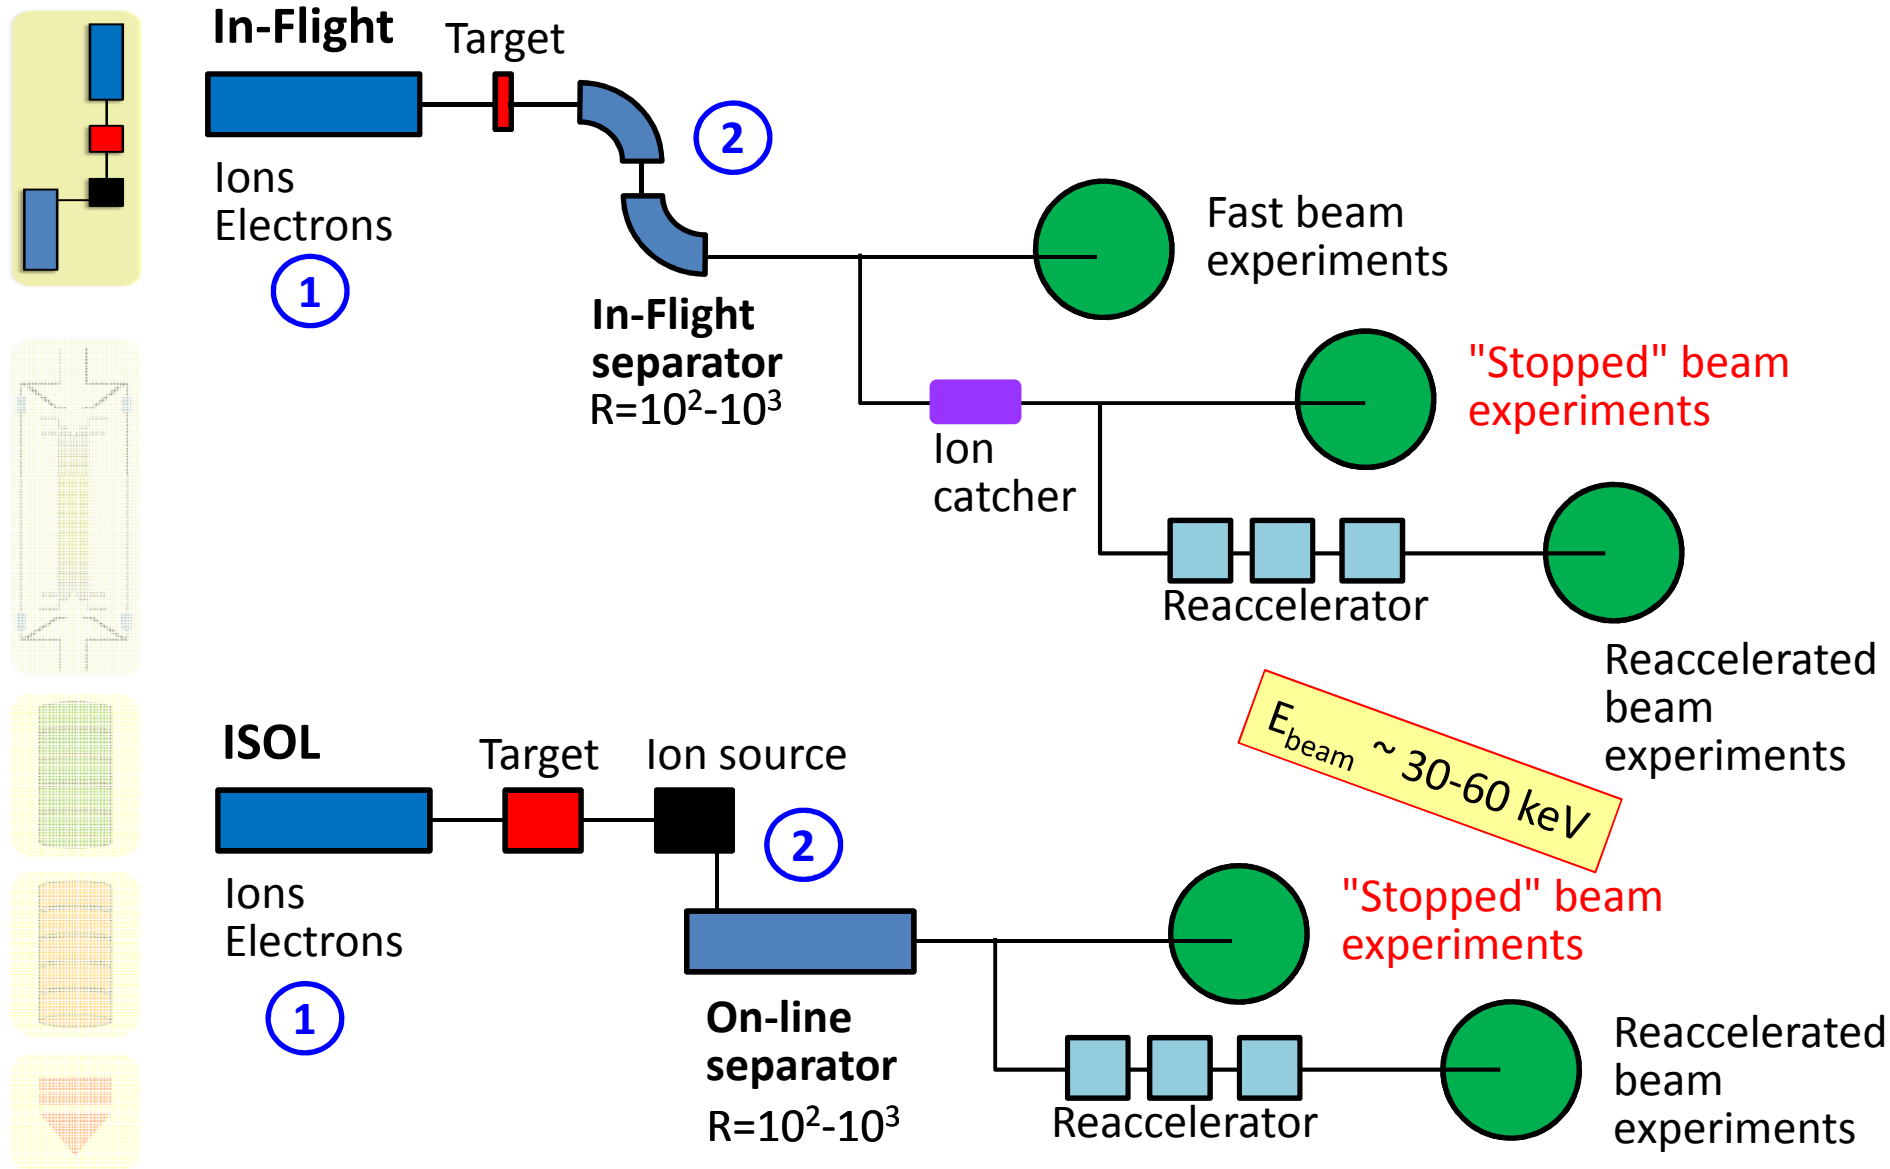 In-Flight
Target
2
Ions
Electrons
1
Fast beam
experiments
In-Flight
separator
R=10²-10³
"Stopped" beam
experiments
Ion
catcher
Reaccelerator
Reaccelerated
beam
experiments
E_beam ~ 30-60 keV
ISOL
Target
Ion source
2
Ions
Electrons
1
"Stopped" beam
experiments
On-line
separator
R=10²-10³
Reaccelerator
Reaccelerated
beam
experiments